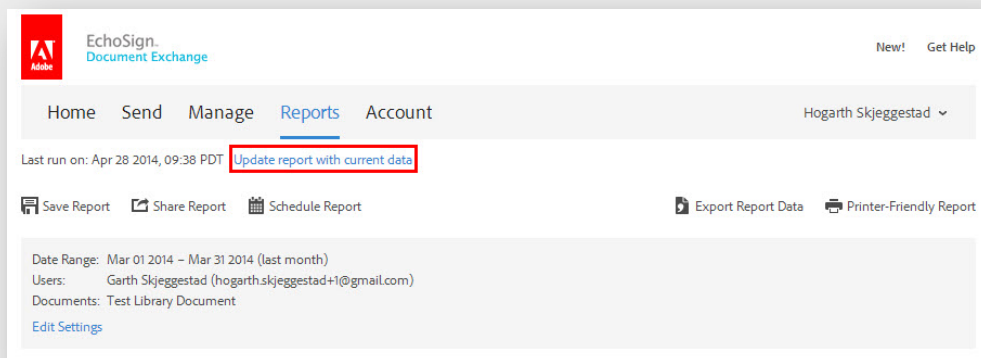 Adobe
EchoSign.
Document Exchange
New! Get Help
Home Send Manage Reports Account
Hogarth Skjeggestad
Last run on: Apr 28 2014, 09:38 PDT Update report with current data
Save Report Share Report Schedule Report Export Report Data Printer-Friendly Report
Date Range: Mar 01 2014 – Mar 31 2014 (last month)
Users: Garth Skjeggestad (hogarth.skjeggestad+1@gmail.com)
Documents: Test Library Document
Edit Settings